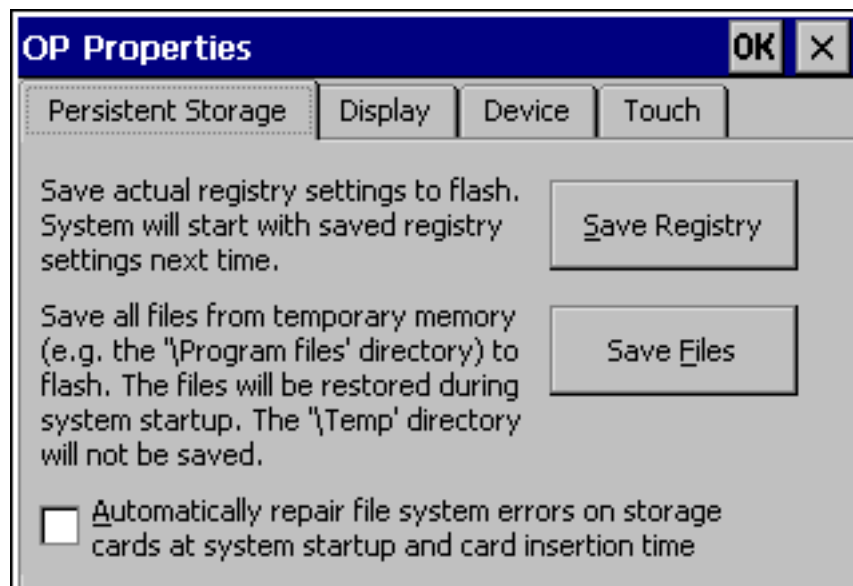 OP Properties OK ×
Persistent Storage Display Device Touch
Save actual registry settings to flash.
System will start with saved registry
settings next time.
Save Registry
Save all files from temporary memory
(e.g. the "\Program files' directory) to
flash. The files will be restored during
system startup. The "\Temp' directory
will not be saved.
Save Files
Automatically repair file system errors on storage
cards at system startup and card insertion time